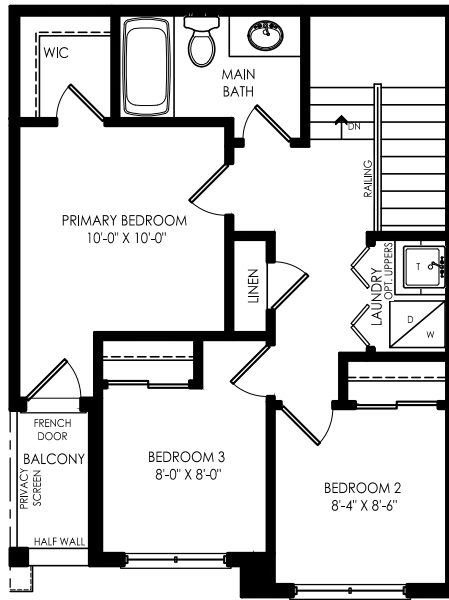 WIC
MAIN
BATH
DN
RAILING
PRIMARY BEDROOM
10'-0" X 10'-0"
LINEN
LAUNDRY
OPT. UPPERS
T
D
W
FRENCH
DOOR
BALCONY
PRIVACY
SCREEN
HALF WALL
BEDROOM 3
8'-0" X 8'-0"
BEDROOM 2
8'-4" X 8'-6"